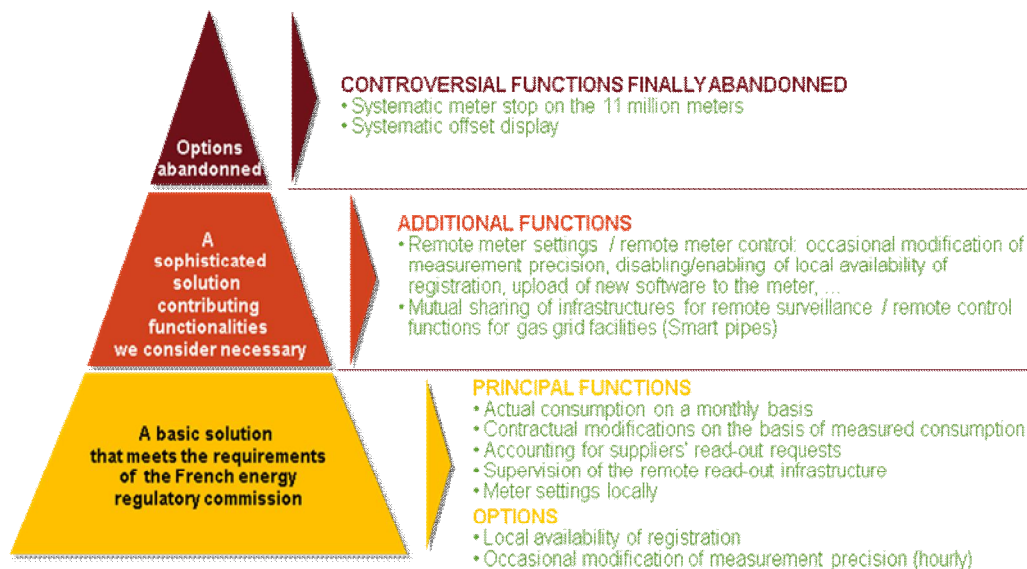 CONTROVERSIAL FUNCTIONS FINALLY ABANDONNED
• Systematic meter stop on the 11 million meters
• Systematic offset display
Options
abandonned
ADDITIONAL FUNCTIONS
• Remote meter settings / remote meter control: occasional modification of
measurement precision, disabling/enabling of local availability of
registration, upload of new software to the meter, ...
• Mutual sharing of infrastructures for remote surveillance / remote control
functions for gas grid facilities (Smart pipes)
A
sophisticated
solution
contributing
functionalities
we consider necessary
PRINCIPAL FUNCTIONS
• Actual consumption on a monthly basis
• Contractual modifications on the basis of measured consumption
• Accounting for suppliers' read-out requests
• Supervision of the remote read-out infrastructure
• Meter settings locally
A basic solution
that meets the requirements
of the French energy
regulatory commission
OPTIONS
• Local availability of registration
• Occasional modification of measurement precision (hourly)